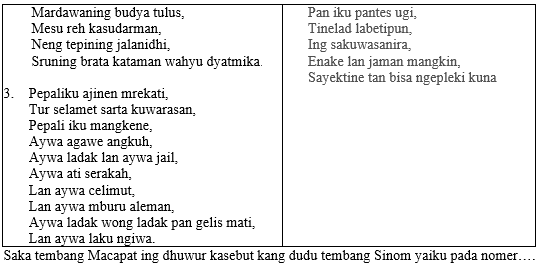 Mardawaning budya tulus,
Mesu reh kasudarman,
Neng tepining jalanidhi,
Sruning brata kataman wahyu dyatmika.
3. Pepaliku ajinen mrekati,
Tur selamet sarta kuwarasan,
Pepali iku mangkene,
Aywa agawe angkuh,
Aywa ladak lan aywa jail,
Aywa ati serakah,
Lan aywa celimut,
Lan aywa mburu aleman,
Aywa ladak wong ladak pan gelis mati,
Lan aywa laku ngiwa.
Pan iku pantes ugi,
Tinelad labetipun,
Ing sakuwasanira,
Enake lan jaman mangkin,
Sayektine tan bisa ngepleki kuna
Saka tembang Macapat ing dhuwur kasebut kang dudu tembang Sinom yaiku pada nomer….